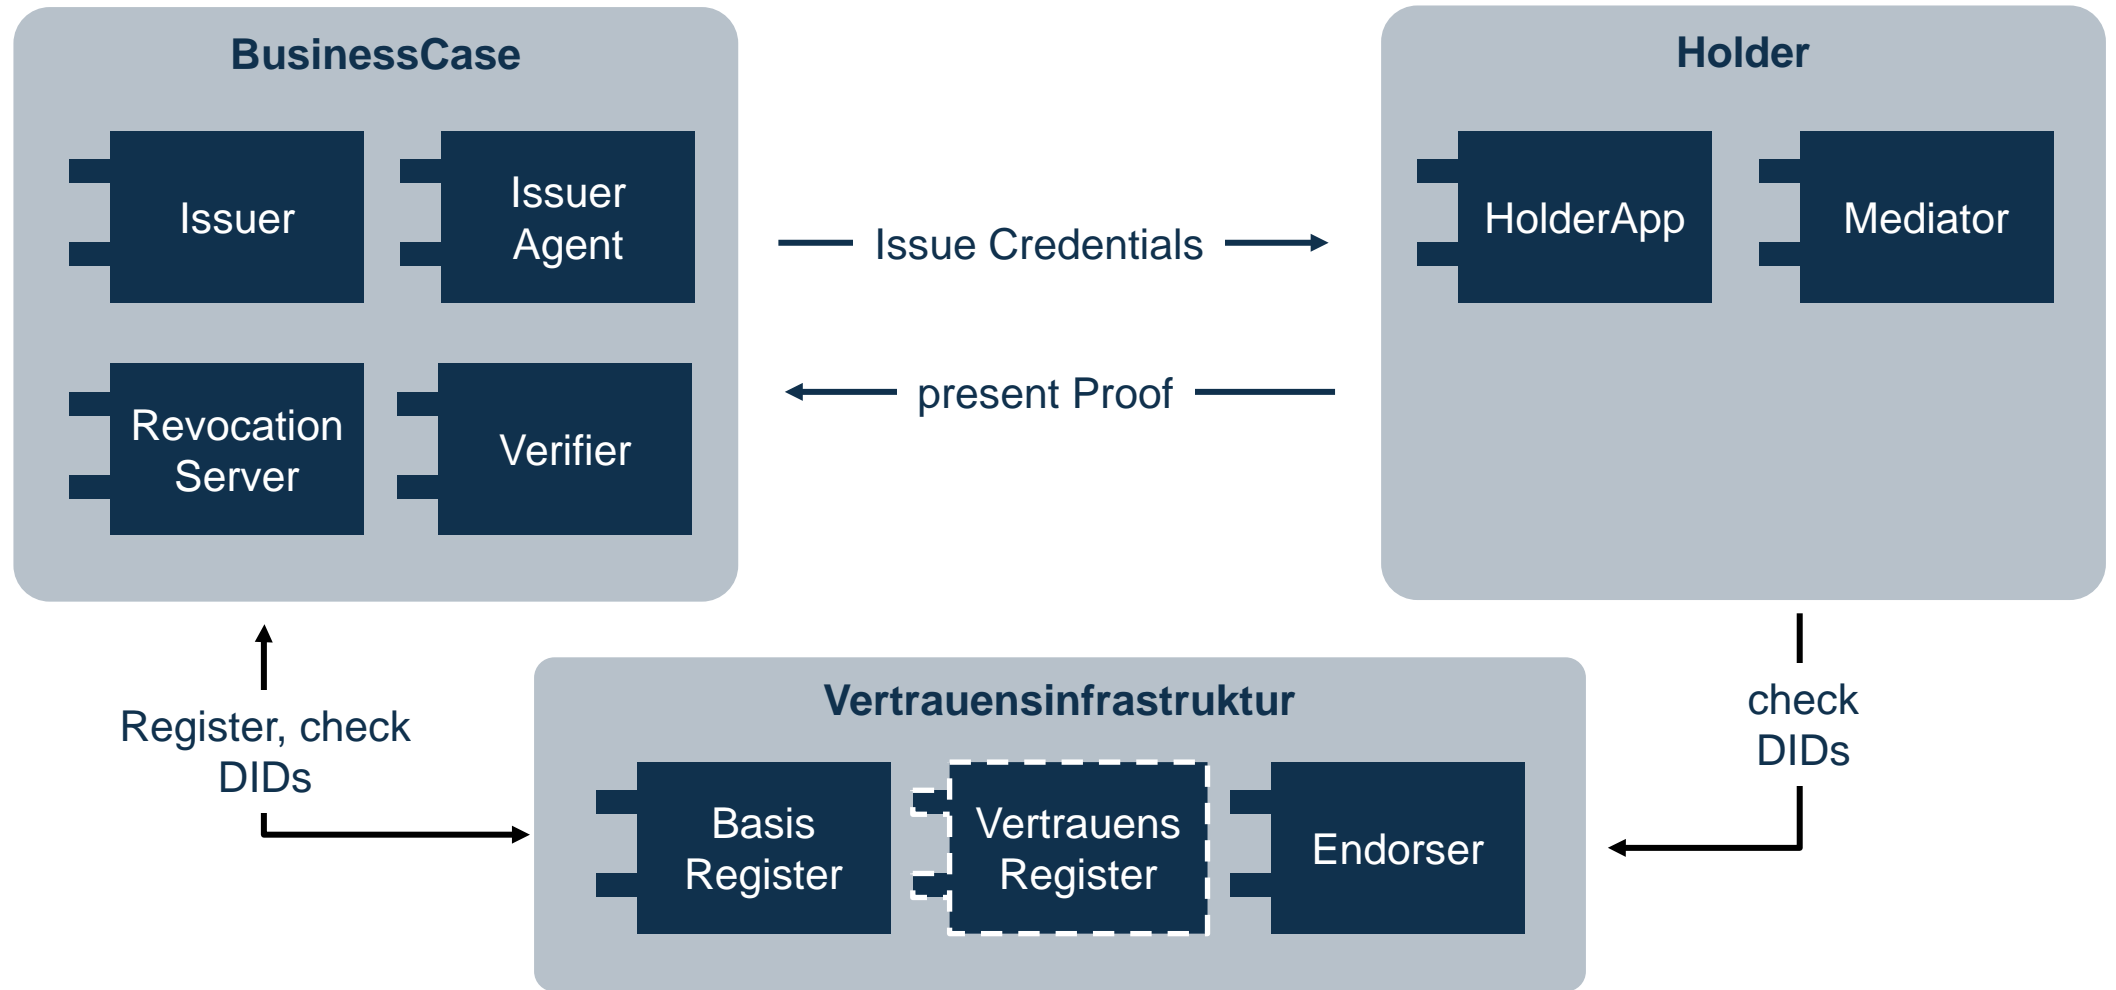 BusinessCase
Issuer
Issuer
Agent
Revocation
Server
Verifier
Issue Credentials
present Proof
Holder
HolderApp
Mediator
Register, check
DIDs
Vertrauensinfrastruktur
Basis
Register
Vertrauens
Register
Endorser
check
DIDs